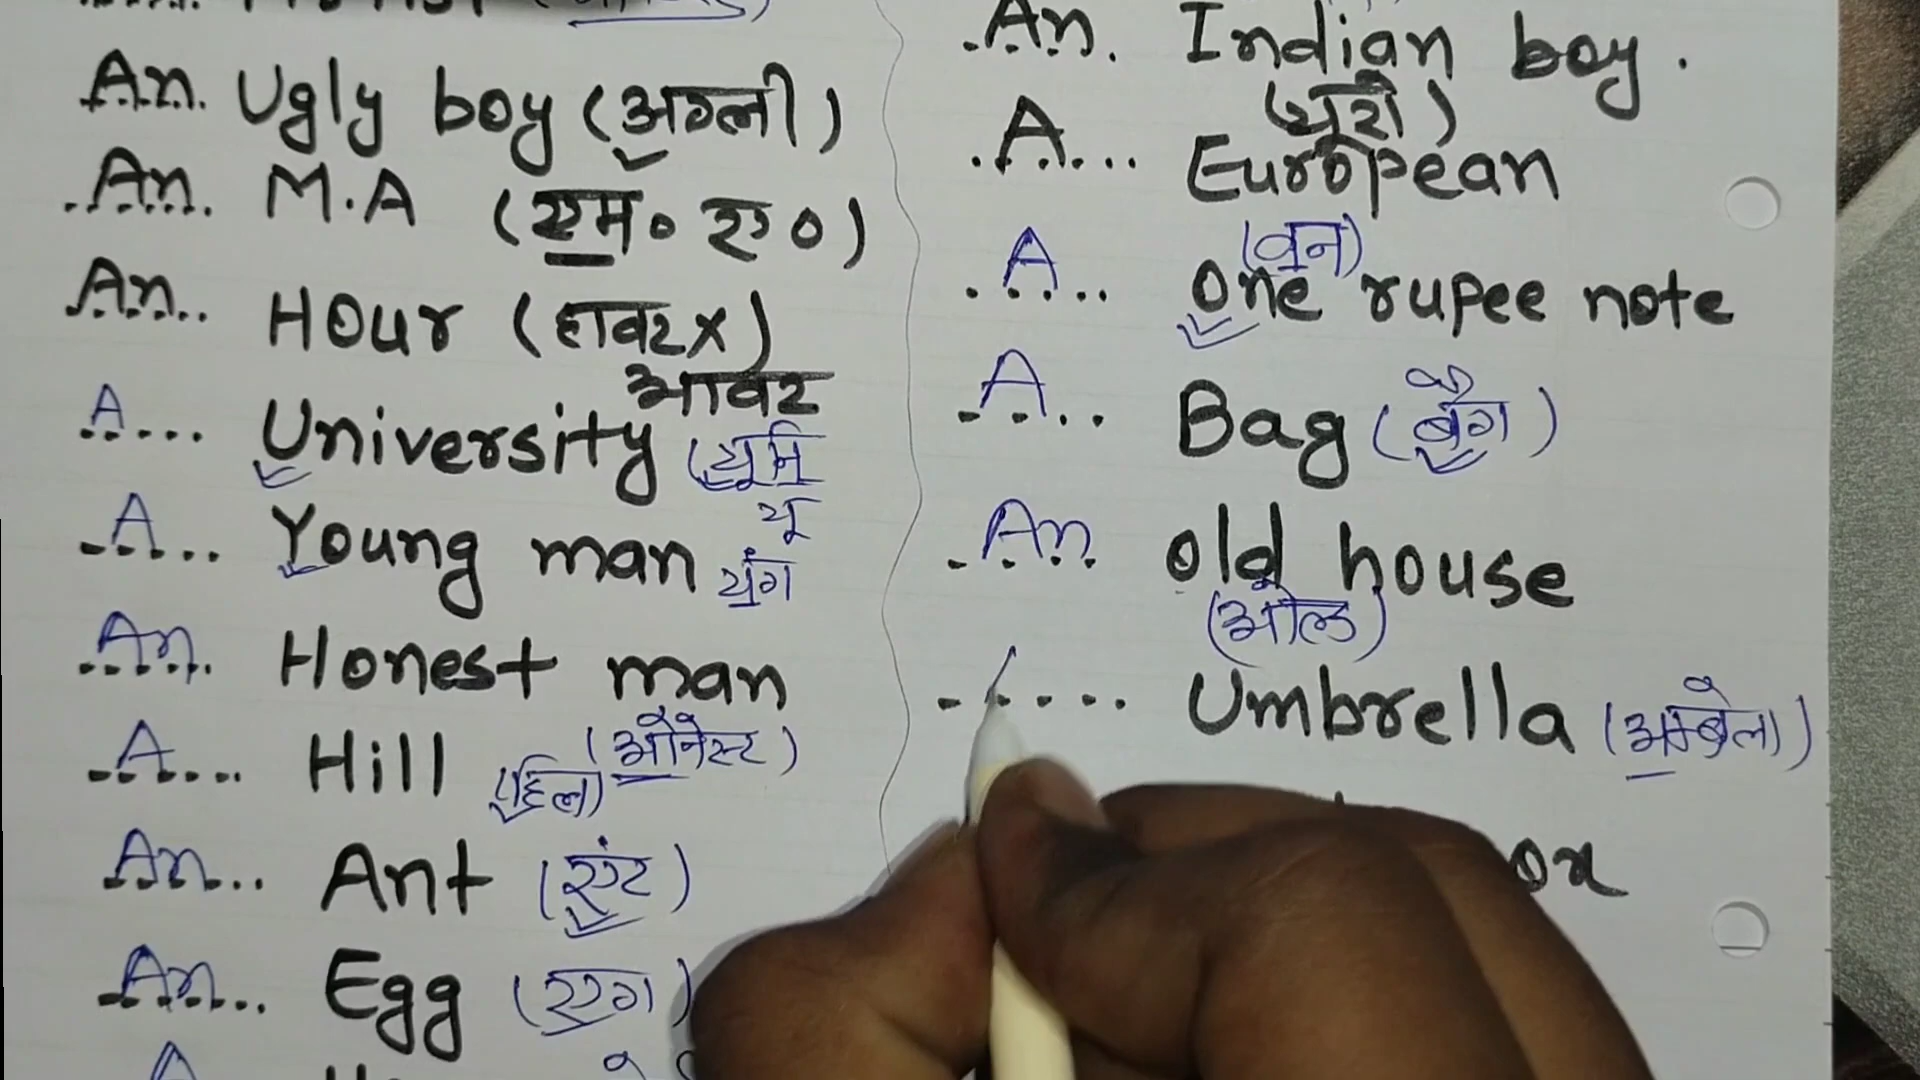 An Ugly boy (अग्ली)
An M.A (एम० ए०)
An Hour (हावर x)
आवर
A University (यूनि
यू
A Young man यंग
An Honest man
(औनेस्ट)
A Hill (हिल)
An Ant (एंट)
An Egg (एग)
A
An Indian boy.
(यूरो)
A European
(वन)
A One rupee note
A Bag (बैग)
An old house
(ओल्ड)
Umbrella (अम्ब्रैला)
ox